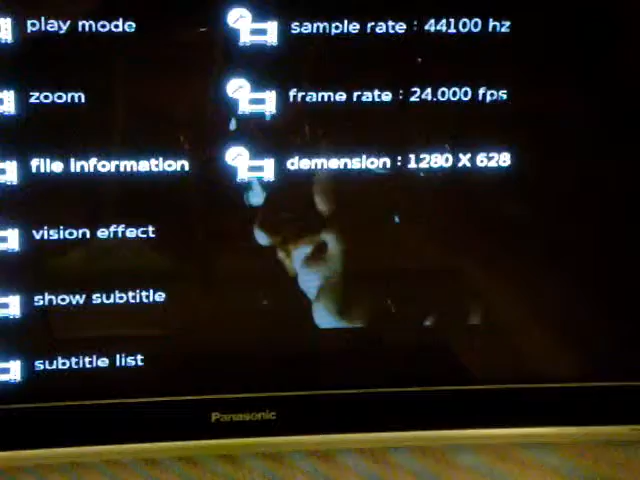 play mode
sample rate : 44100 hz
zoom
frame rate : 24.000 fps
file information
demension : 1280 X 628
vision effect
show subtitle
subtitle list
Panasonic